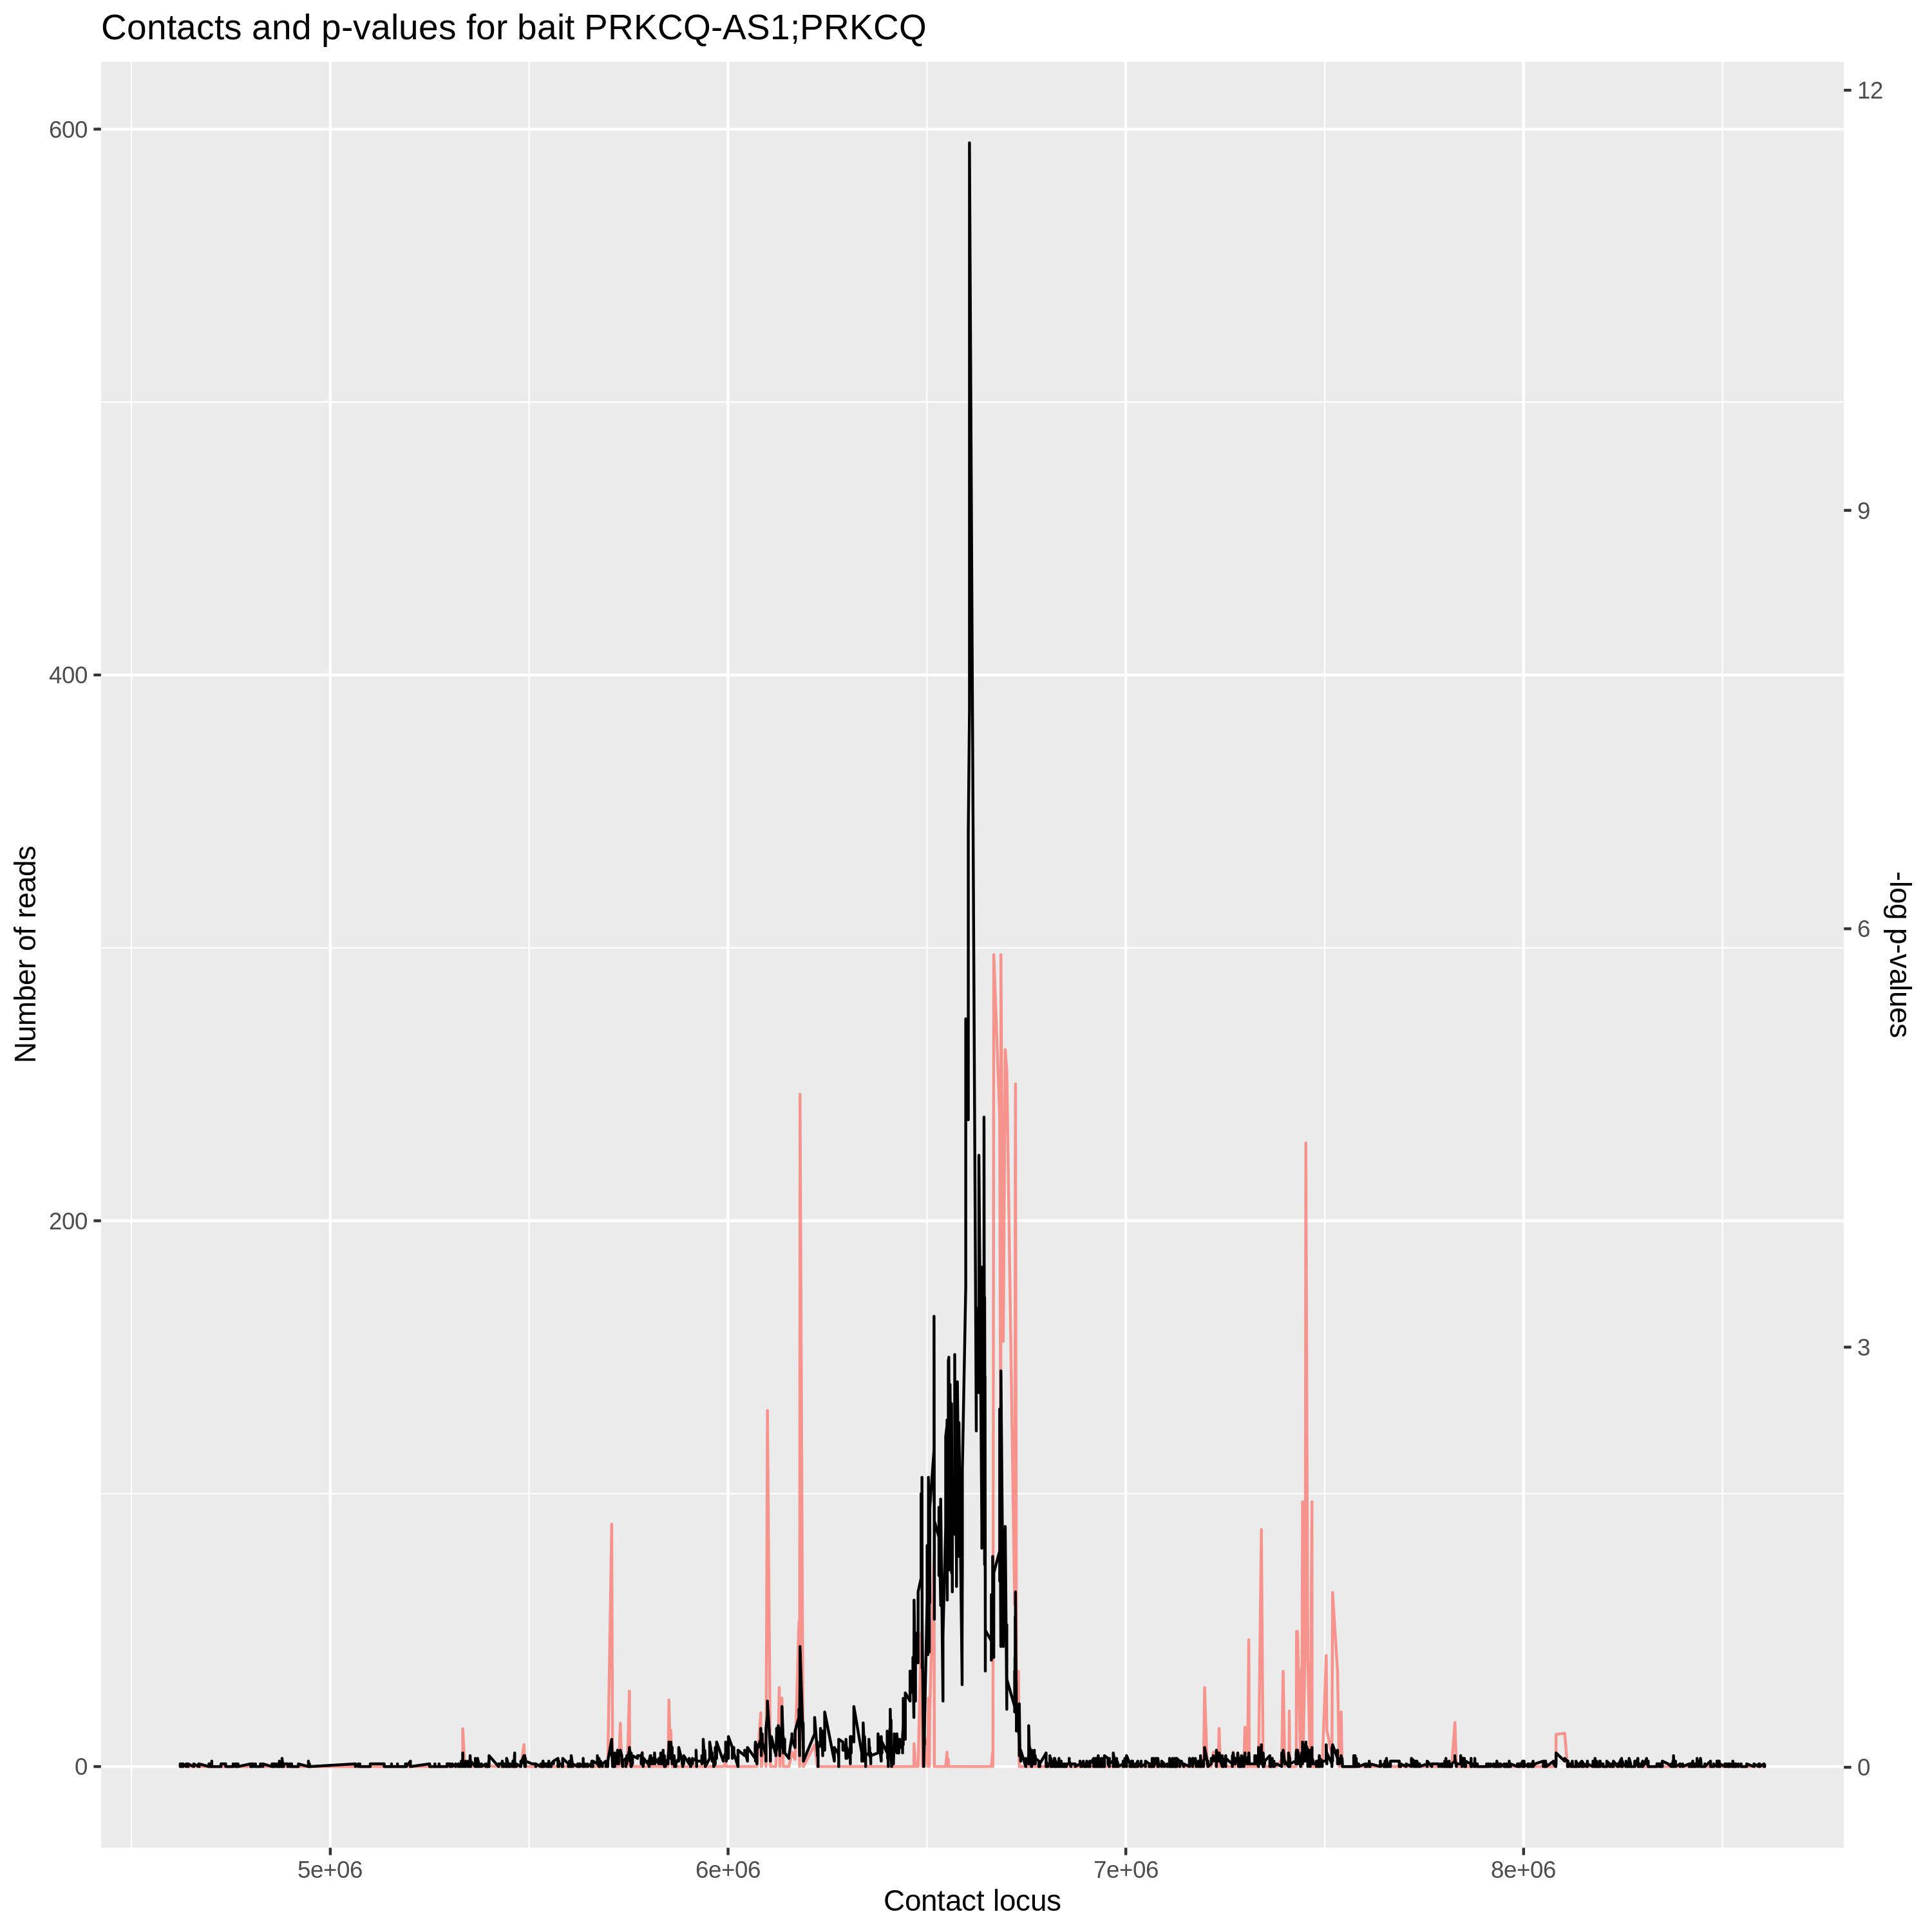 Contacts and p-values for bait PRKCQ-AS1;PRKCQ
600
400
200
0
Number of reads
12
9
6
3
0
-log p-values
5e+06
6e+06
7e+06
8e+06
Contact locus